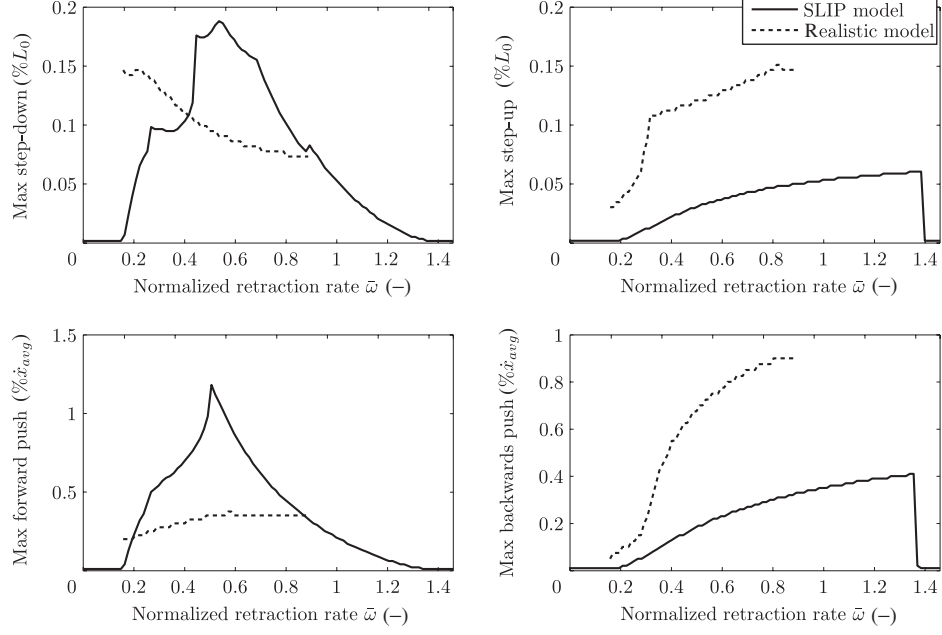 SLIP model
Realistic model
Max step-down (%L₀)
0.2
0.15
0.1
0.05
0 0.2 0.4 0.6 0.8 1 1.2 1.4
Normalized retraction rate ω̄ (–)
Max step-up (%L₀)
0.2
0.15
0.1
0.05
0 0.2 0.4 0.6 0.8 1 1.2 1.4
Normalized retraction rate ω̄ (–)
Max forward push (%ẋavg)
1.5
1
0.5
0 0.2 0.4 0.6 0.8 1 1.2 1.4
Normalized retraction rate ω̄ (–)
Max backwards push (%ẋavg)
1
0.8
0.6
0.4
0.2
0 0.2 0.4 0.6 0.8 1 1.2 1.4
Normalized retraction rate ω̄ (–)